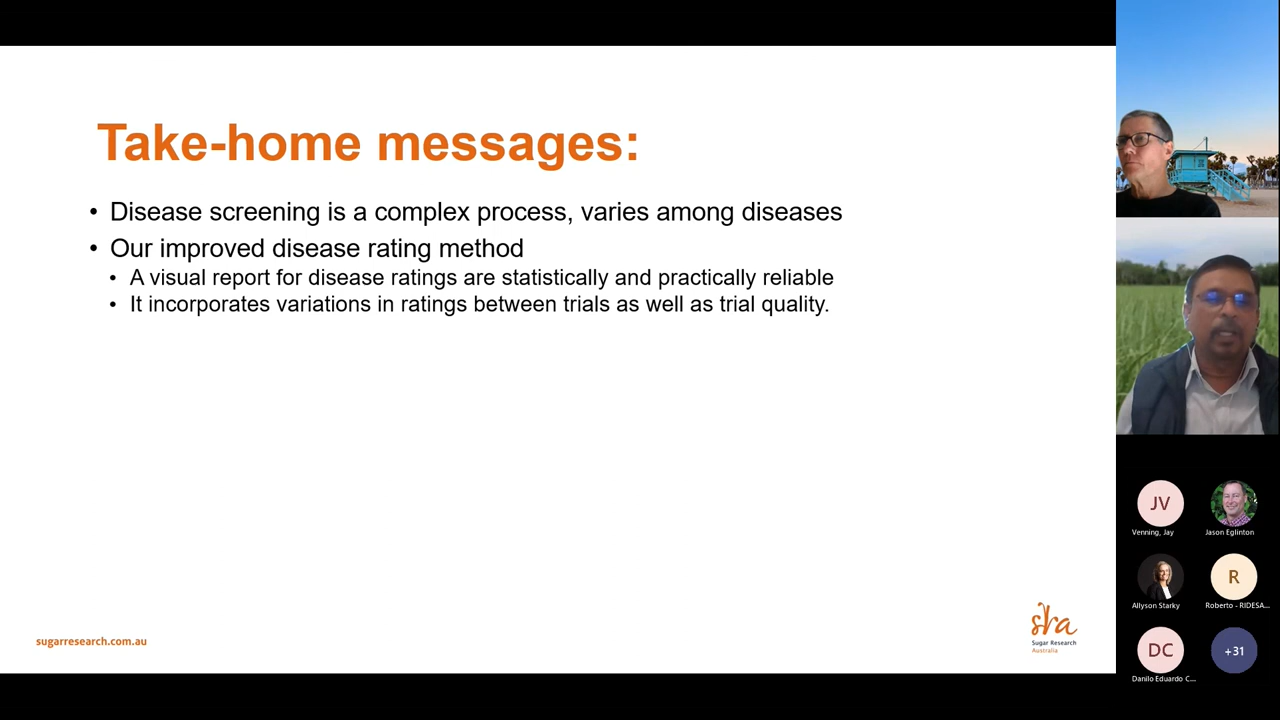 Take-home messages:
• Disease screening is a complex process, varies among diseases
• Our improved disease rating method
• A visual report for disease ratings are statistically and practically reliable
• It incorporates variations in ratings between trials as well as trial quality.
sugarresearch.com.au
sra
Sugar Research
Australia
JV
Venning, Jay
Jason Eglinton
Allyson Starky
R
Roberto - RIDESA...
DC
Danilo Eduardo C...
+31